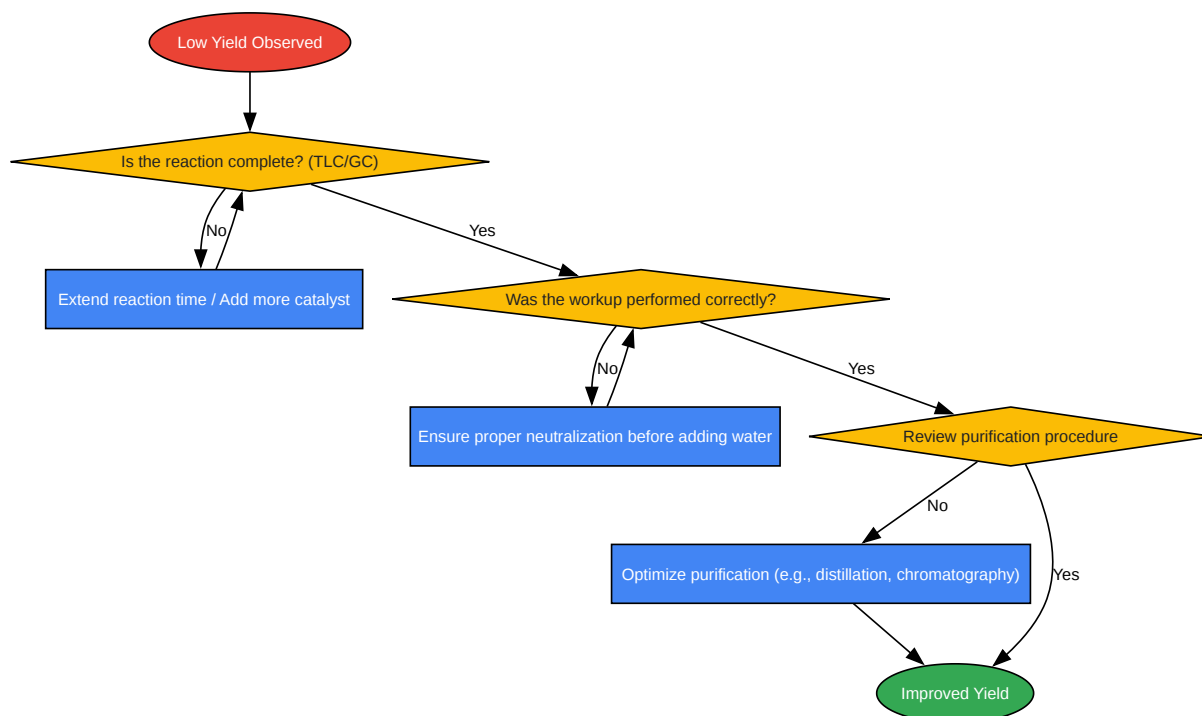 Low Yield Observed
Is the reaction complete? (TLC/GC)
No
Yes
Extend reaction time / Add more catalyst
Was the workup performed correctly?
No
Yes
Ensure proper neutralization before adding water
Review purification procedure
No
Yes
Optimize purification (e.g., distillation, chromatography)
Improved Yield